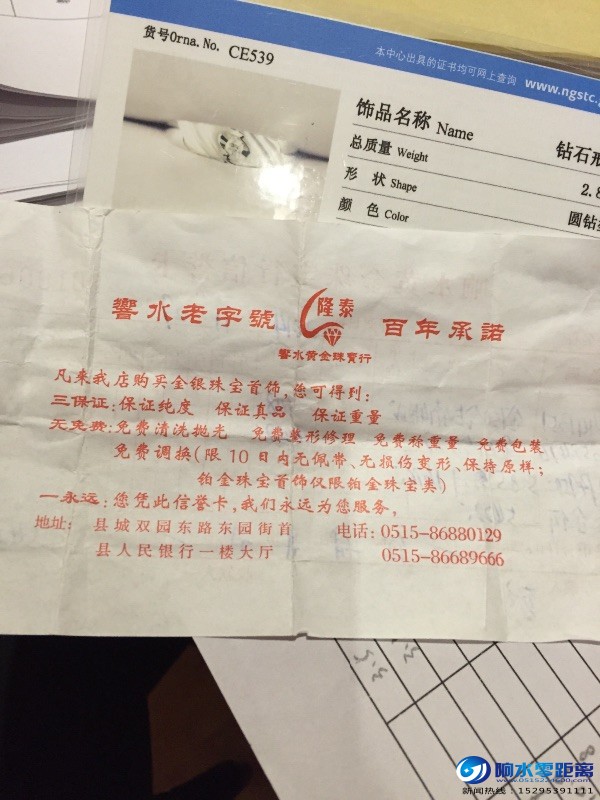 货号Orna. No. CE539
本中心出具的证书均可网上查询 www.ngstc.
饰品名称 Name 钻石
总质量 Weight 2.8
形 状 Shape 圆钻
颜 色 Color
響水老字號 隆泰 百年承諾
響水黄金珠寳行
凡来我店购买金银珠宝首饰,您可得到:
三保证:保证纯度 保证真品 保证重量
天免费:免费清洗抛光 免费整形修理 免费称重量 免费包装
免费调换(限10日内无佩带、无损伤变形、保持原样;
铂金珠宝首饰仅限铂金珠宝类)
一永远:您凭此信誉卡,我们永远为您服务。
地址: 县城双园东路东园街首 电话: 0515-86880129
县人民银行一楼大厅 0515-86689666
响水零距离
新闻热线:15295391111